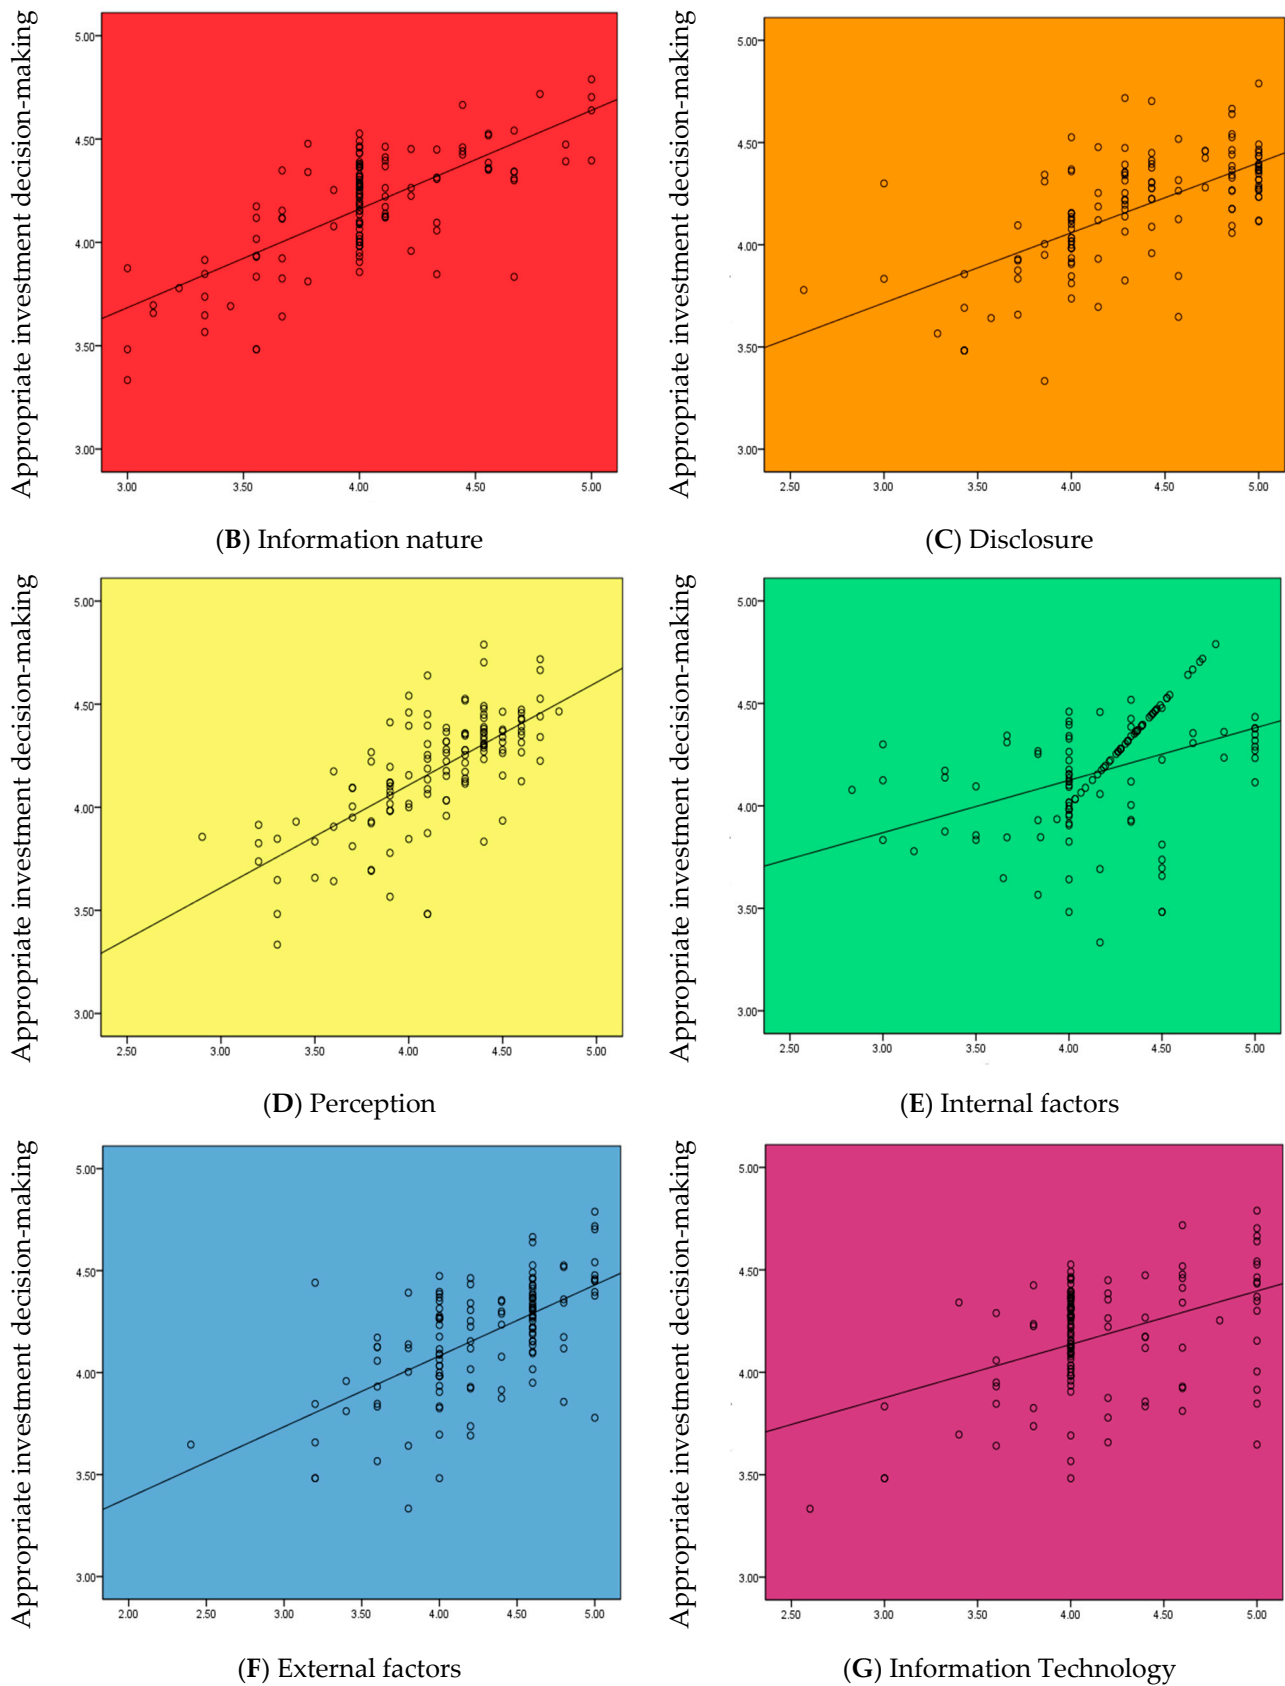 Appropriate investment decision-making
5.00
4.50
4.00
3.50
3.00
3.00 3.50 4.00 4.50 5.00
(B) Information nature
Appropriate investment decision-making
5.00
4.50
4.00
3.50
3.00
2.50 3.00 3.50 4.00 4.50 5.00
(C) Disclosure
Appropriate investment decision-making
5.00
4.50
4.00
3.50
3.00
2.50 3.00 3.50 4.00 4.50 5.00
(D) Perception
Appropriate investment decision-making
5.00
4.50
4.00
3.50
3.00
2.50 3.00 3.50 4.00 4.50 5.00
(E) Internal factors
Appropriate investment decision-making
5.00
4.50
4.00
3.50
3.00
2.00 2.50 3.00 3.50 4.00 4.50 5.00
(F) External factors
Appropriate investment decision-making
5.00
4.50
4.00
3.50
3.00
2.50 3.00 3.50 4.00 4.50 5.00
(G) Information Technology